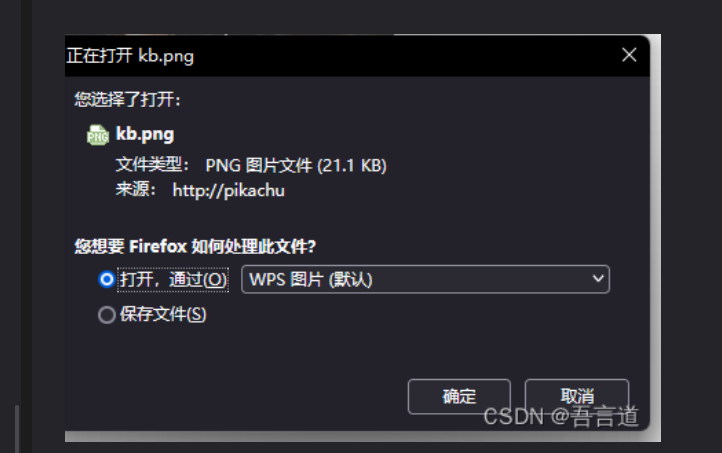 正在打开 kb.png
您选择了打开：
PNG kb.png
文件类型： PNG 图片文件 (21.1 KB)
来源： http://pikachu
您想要 Firefox 如何处理此文件?
打开，通过(O) WPS 图片 (默认)
保存文件(S)
确定 取消
CSDN @吾言道